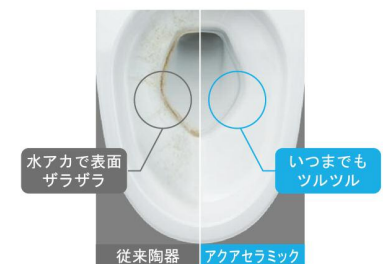 水アカで表面
ザラザラ
いつまでも
ツルツル
従来陶器
アクアセラミック